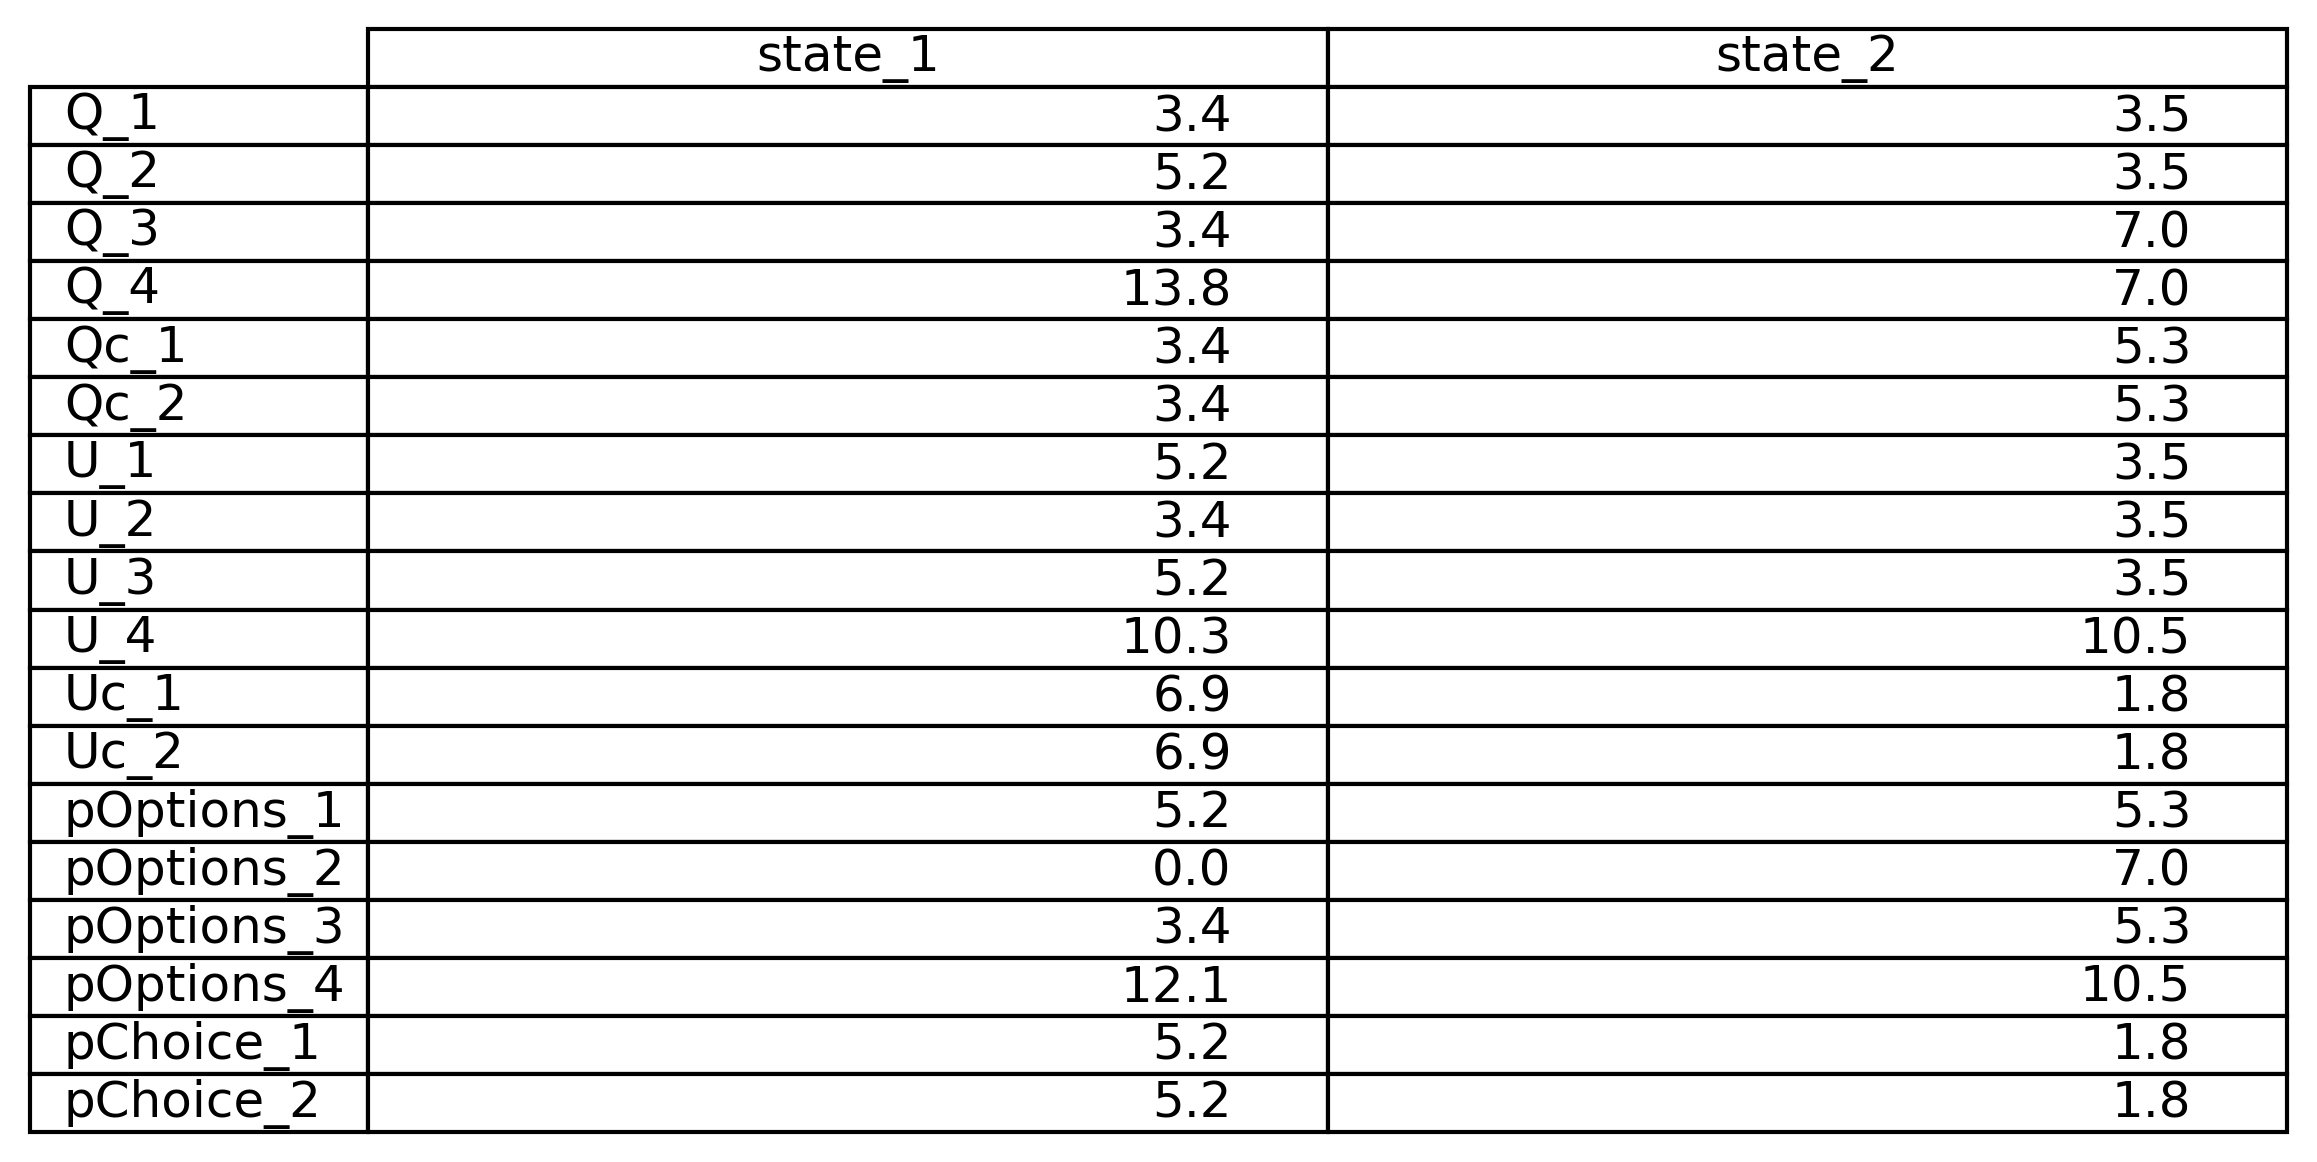 state_1 state_2
Q_1 3.4 3.5
Q_2 5.2 3.5
Q_3 3.4 7.0
Q_4 13.8 7.0
Qc_1 3.4 5.3
Qc_2 3.4 5.3
U_1 5.2 3.5
U_2 3.4 3.5
U_3 5.2 3.5
U_4 10.3 10.5
Uc_1 6.9 1.8
Uc_2 6.9 1.8
pOptions_1 5.2 5.3
pOptions_2 0.0 7.0
pOptions_3 3.4 5.3
pOptions_4 12.1 10.5
pChoice_1 5.2 1.8
pChoice_2 5.2 1.8